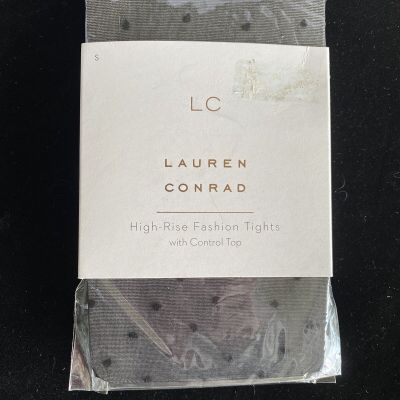 S
LC
LAUREN
CONRAD
High-Rise Fashion Tights
with Control Top